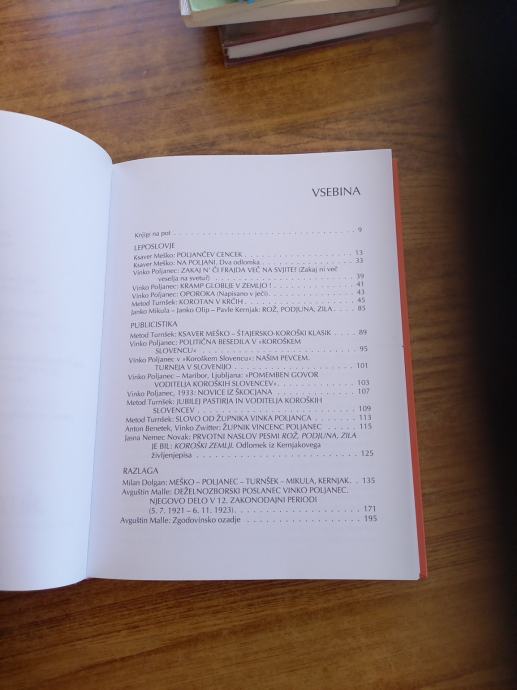 VSEBINA
Knjigi na pot . . . . . . . . . . . . . . . . . . . . . . . . . . . . . . 9
LEPOSLOVJE
Ksaver Meško: POLJANČEV CENCEK . . . . . . . . . . . . . . . . . 13
Ksaver Meško: NA POLJANI. Dva odlomka . . . . . . . . . . . . . . 33
Vinko Poljanec: ZAKAJ N' ČI FRAJDA VEČ NA SVJITE! (Zakaj ni več
veselja na svetu?) . . . . . . . . . . . . . . . . . . . . . . . 39
Vinko Poljanec: KRAMP GLOBLJE V ZEMLJO ! . . . . . . . . . . . . 41
Vinko Poljanec: OPOROKA (Napisano v ječi) . . . . . . . . . . . . 43
Metod Turnšek: KOROTAN V KRČIH . . . . . . . . . . . . . . . . . 45
Janko Mikula – Janko Olip – Pavle Kernjak: ROŽ, PODJUNA, ZILA . . . . 85
PUBLICISTIKA
Metod Turnšek: KSAVER MEŠKO – ŠTAJERSKO-KOROŠKI KLASIK . . . 89
Vinko Poljanec: POLITIČNA BESEDILA V »KOROŠKEM
SLOVENCU« . . . . . . . . . . . . . . . . . . . . . . . . . . 95
Vinko Poljanec v »Koroškem Slovencu«: NAŠIM PEVCEM.
TURNEJA V SLOVENIJO . . . . . . . . . . . . . . . . . . . . 101
Vinko Poljanec – Maribor, Ljubljana: »POMEMBEN GOVOR
VODITELJA KOROŠKIH SLOVENCEV« . . . . . . . . . . . . . 103
Vinko Poljanec, 1933: NOVICE IZ ŠKOCJANA . . . . . . . . . . . . 107
Metod Turnšek: JUBILEJ PASTIRJA IN VODITELJA KOROŠKIH
SLOVENCEV . . . . . . . . . . . . . . . . . . . . . . . . . 109
Metod Turnšek: SLOVO OD ŽUPNIKA VINKA POLJANCA . . . . . . . 113
Anton Benetek, Vinko Zwitter: ŽUPNIK VINCENC POLJANEC . . . . . 115
Jasna Nemec Novak: PRVOTNI NASLOV PESMI ROŽ, PODJUNA, ZILA
JE BIL: KOROŠKI ZEMLJI. Odlomek iz Kernjakovega
življenjepisa . . . . . . . . . . . . . . . . . . . . . . . . . 125
RAZLAGA
Milan Dolgan: MEŠKO – POLJANEC – TURNŠEK – MIKULA, KERNJAK. . 135
Avguštin Malle: DEŽELNOZBORSKI POSLANEC VINKO POLJANEC.
NJEGOVO DELO V 12. ZAKONODAJNI PERIODI
(5. 7. 1921 – 6. 11. 1923). . . . . . . . . . . . . . . . . . . . 171
Avguštin Malle: Zgodovinsko ozadje . . . . . . . . . . . . . . . . 195